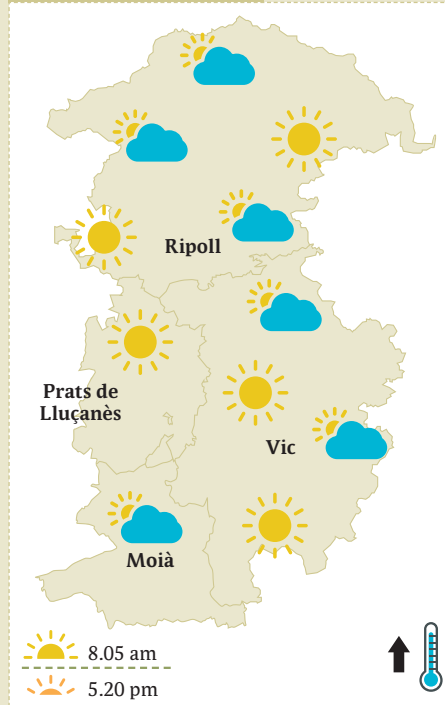 Ripoll
Prats de
Lluçanès
Vic
Moià
8.05 am
5.20 pm